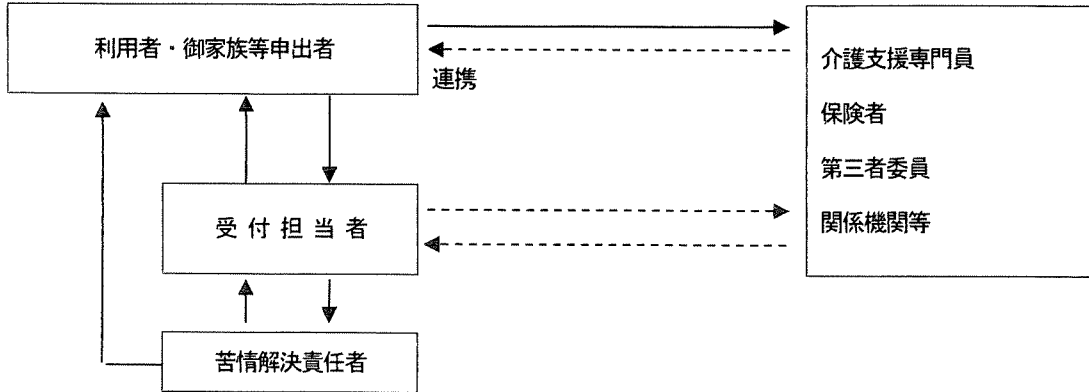 利用者・御家族等申出者
連携
介護支援専門員
保険者
第三者委員
関係機関等
受付担当者
苦情解決責任者